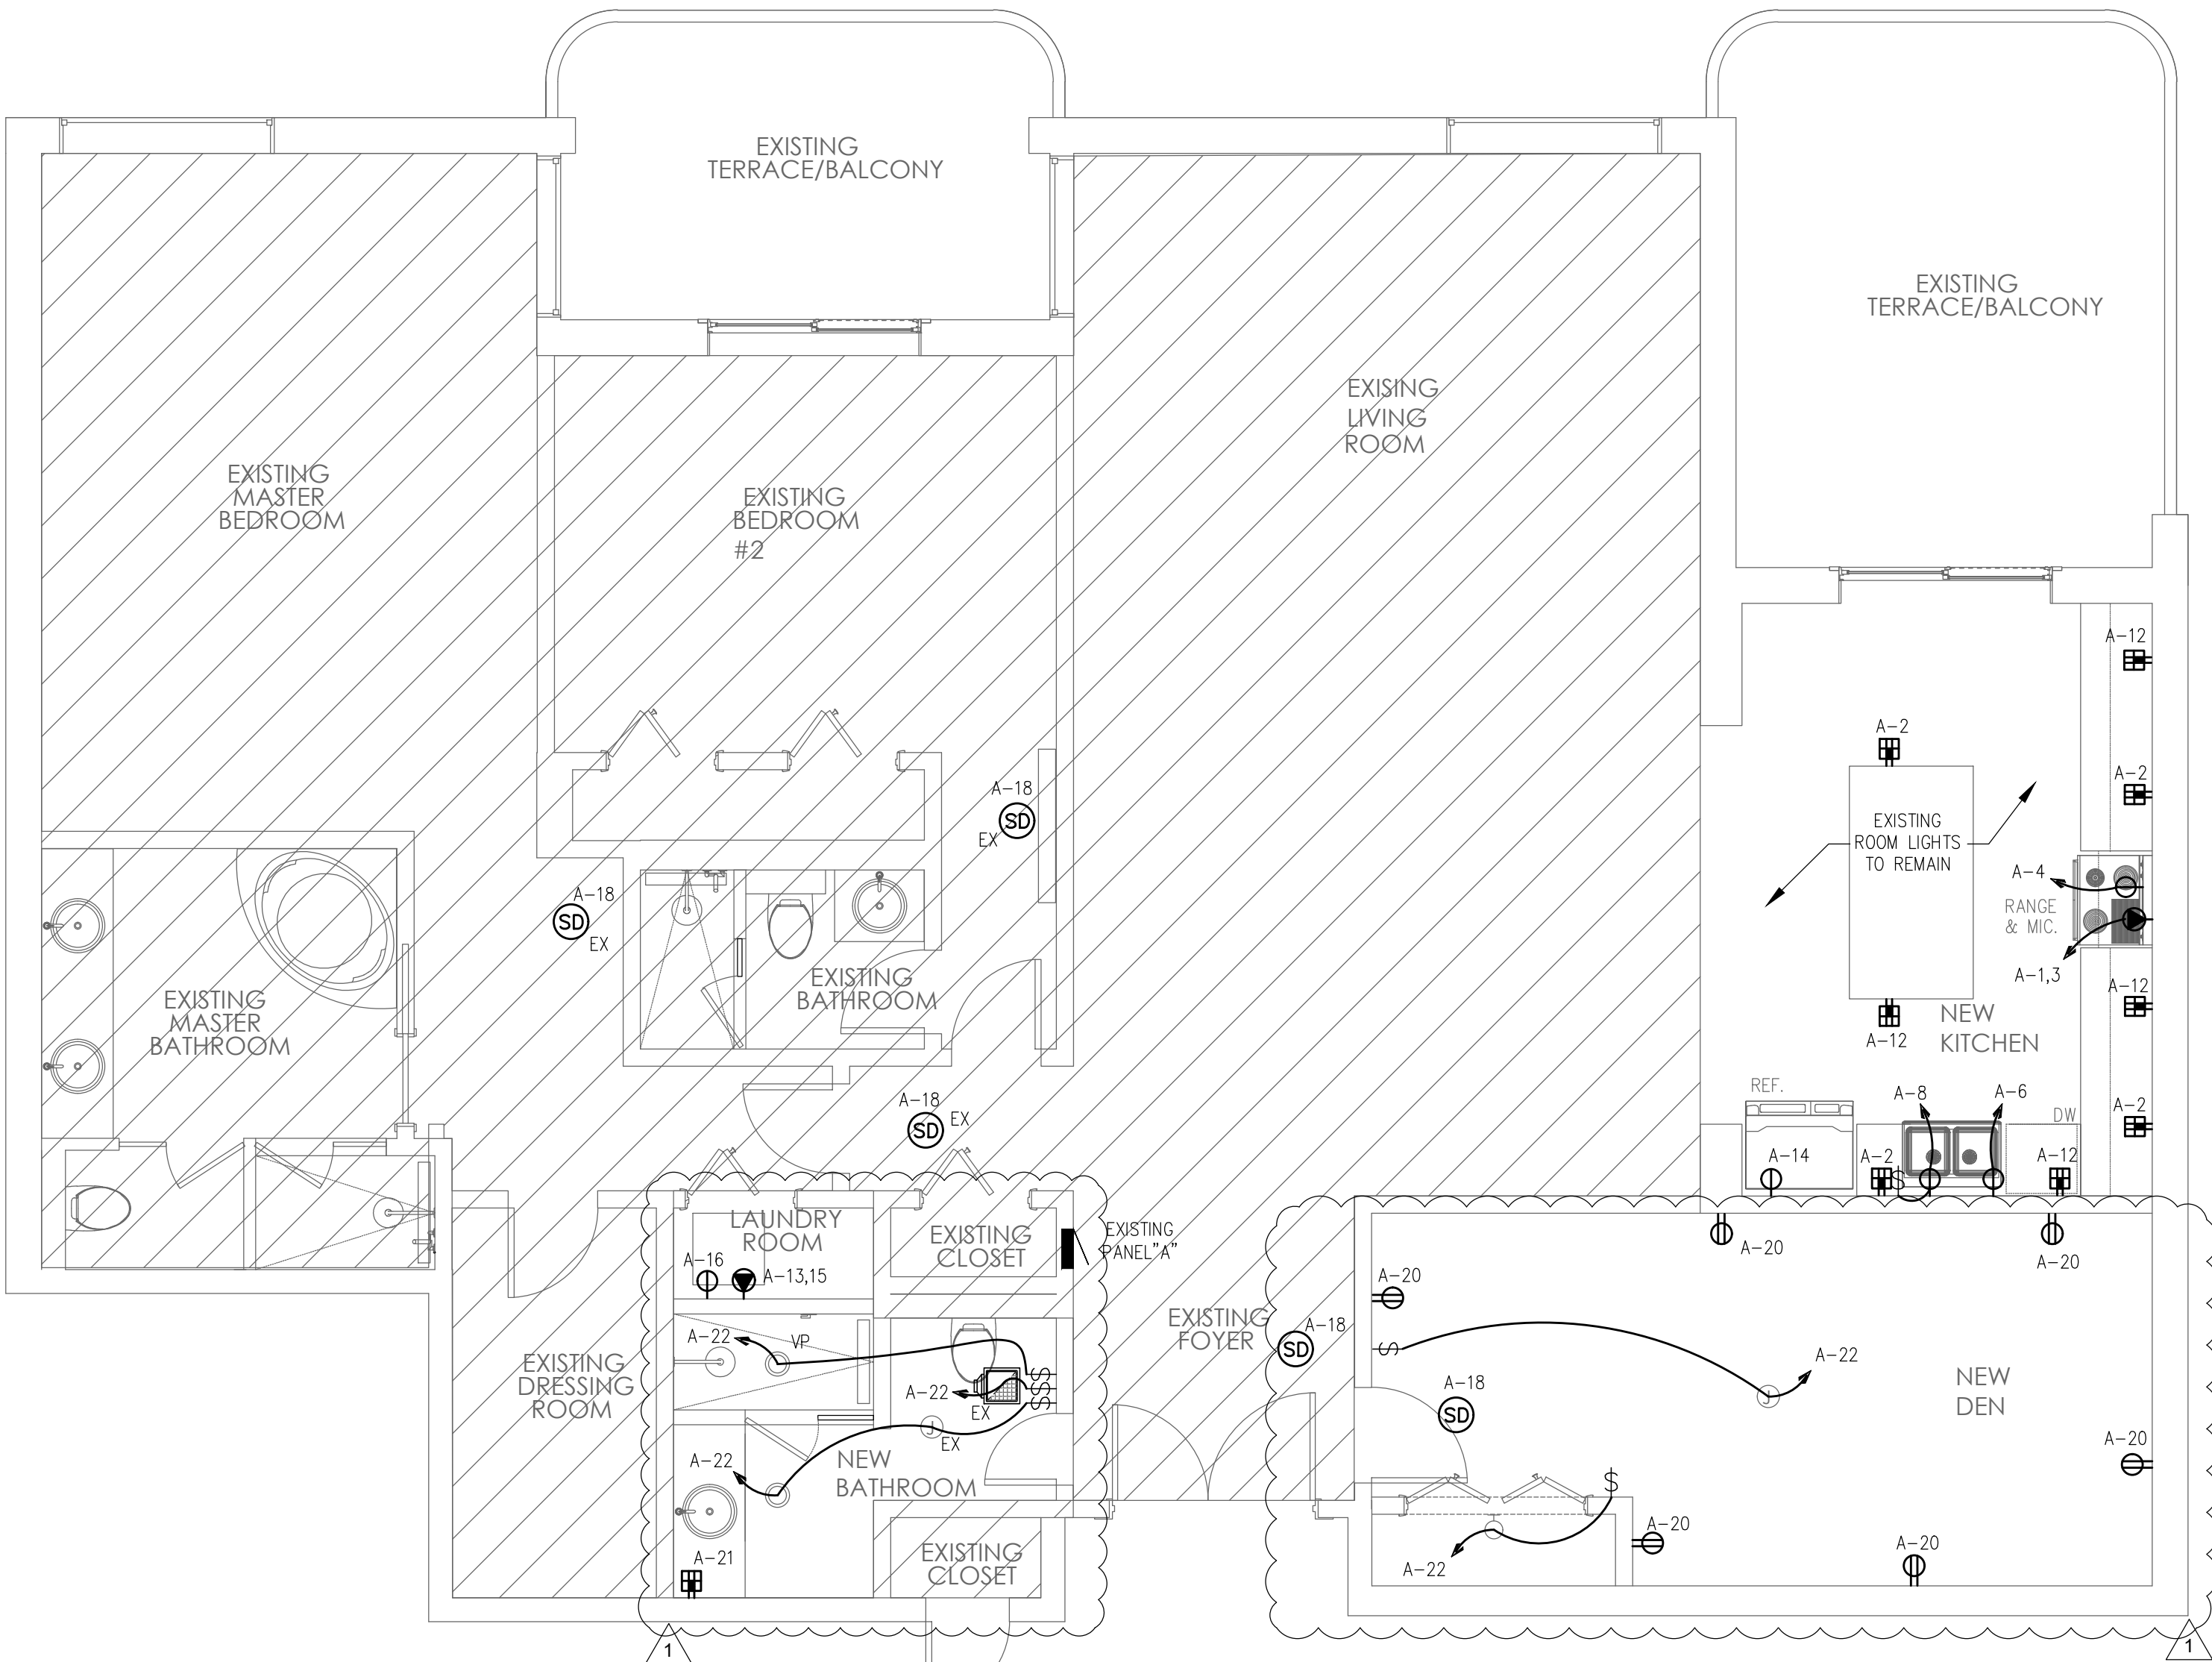 EXISTING
TERRACE/BALCONY
EXISTING
TERRACE/BALCONY
EXISING
LIVING
ROOM
EXISTING
MASTER
BEDROOM
EXISTING
BEDROOM
#2
A-12
A-2
A-2
A-18
SD
EX
EXISTING
ROOM LIGHTS
TO REMAIN
A-4
RANGE
& MIC.
A-1,3
A-18
SD
EX
EXISTING
BATHROOM
EXISTING
MASTER
BATHROOM
A-12
NEW
KITCHEN
A-12
REF.
A-8
A-6
DW
A-2
A-18
EX
SD
A-14
A-2
$
A-12
LAUNDRY
ROOM
EXISTING
CLOSET
EXISTING
PANEL"A"
A-16
A-13,15
A-20
A-20
A-20
EXISTING
FOYER
A-18
SD
A-22
VP
$
A-22
J
EXISTING
DRESSING
ROOM
A-22
$$$
EX
J
EX
A-18
SD
NEW
DEN
NEW
BATHROOM
A-22
A-20
$
A-20
A-20
A-22
EXISTING
CLOSET
A-21
1
1